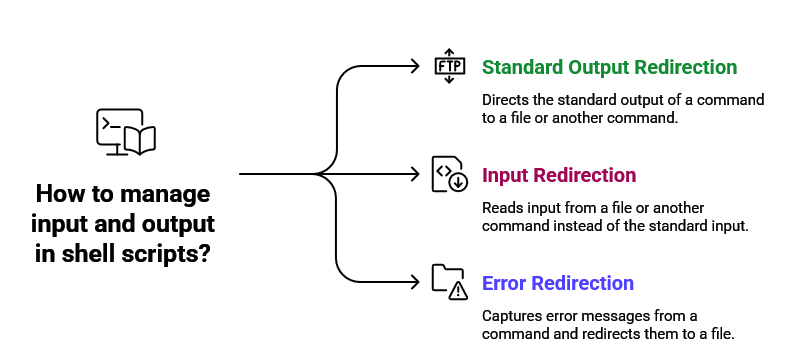 How to manage
input and output
in shell scripts?
FTP
Standard Output Redirection
Directs the standard output of a command
to a file or another command.
Input Redirection
Reads input from a file or another
command instead of the standard input.
Error Redirection
Captures error messages from a
command and redirects them to a file.